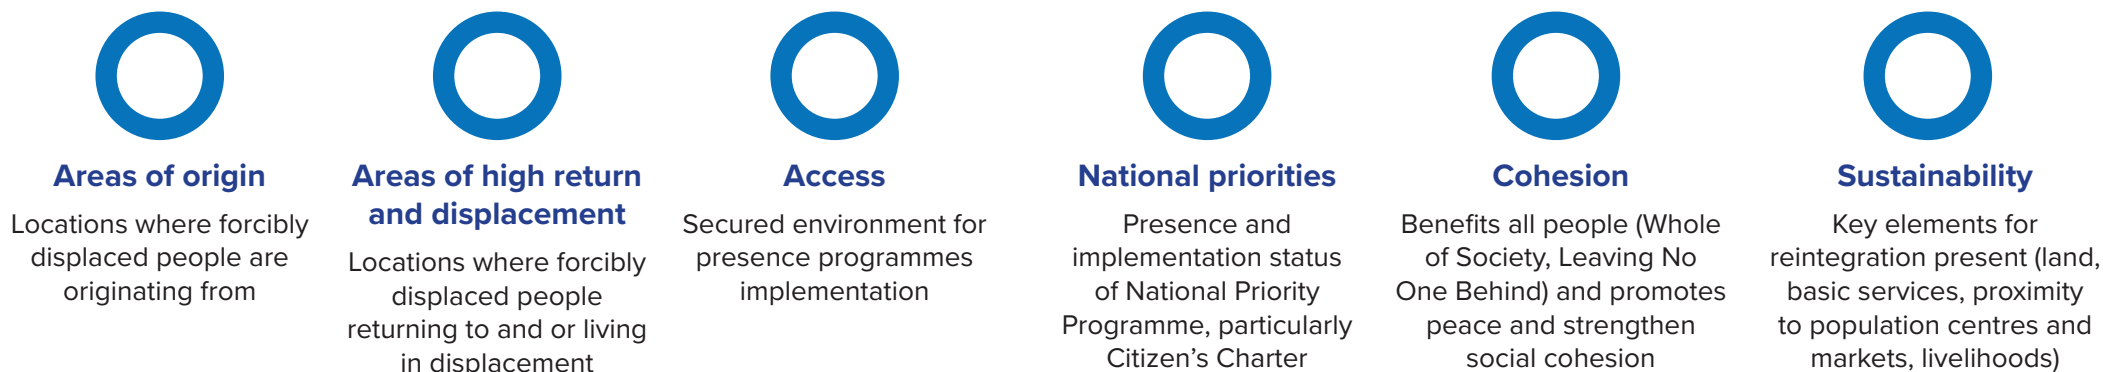 Areas of origin
Locations where forcibly
displaced people are
originating from
Areas of high return
and displacement
Locations where forcibly
displaced people
returning to and or living
in displacement
Access
Secured environment for
presence programmes
implementation
National priorities
Presence and
implementation status
of National Priority
Programme, particularly
Citizen’s Charter
Cohesion
Benefits all people (Whole
of Society, Leaving No
One Behind) and promotes
peace and strengthen
social cohesion
Sustainability
Key elements for
reintegration present (land,
basic services, proximity
to population centres and
markets, livelihoods)